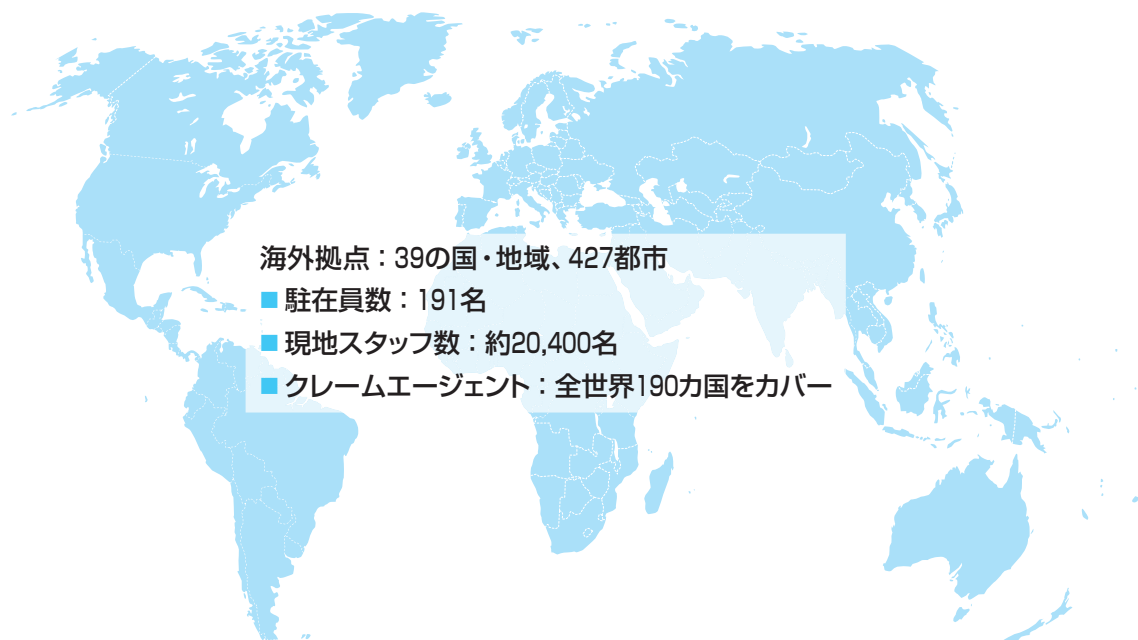 海外拠点：39の国・地域、427都市
■ 駐在員数：191名
■ 現地スタッフ数：約20,400名
■ クレームエージェント：全世界190カ国をカバー